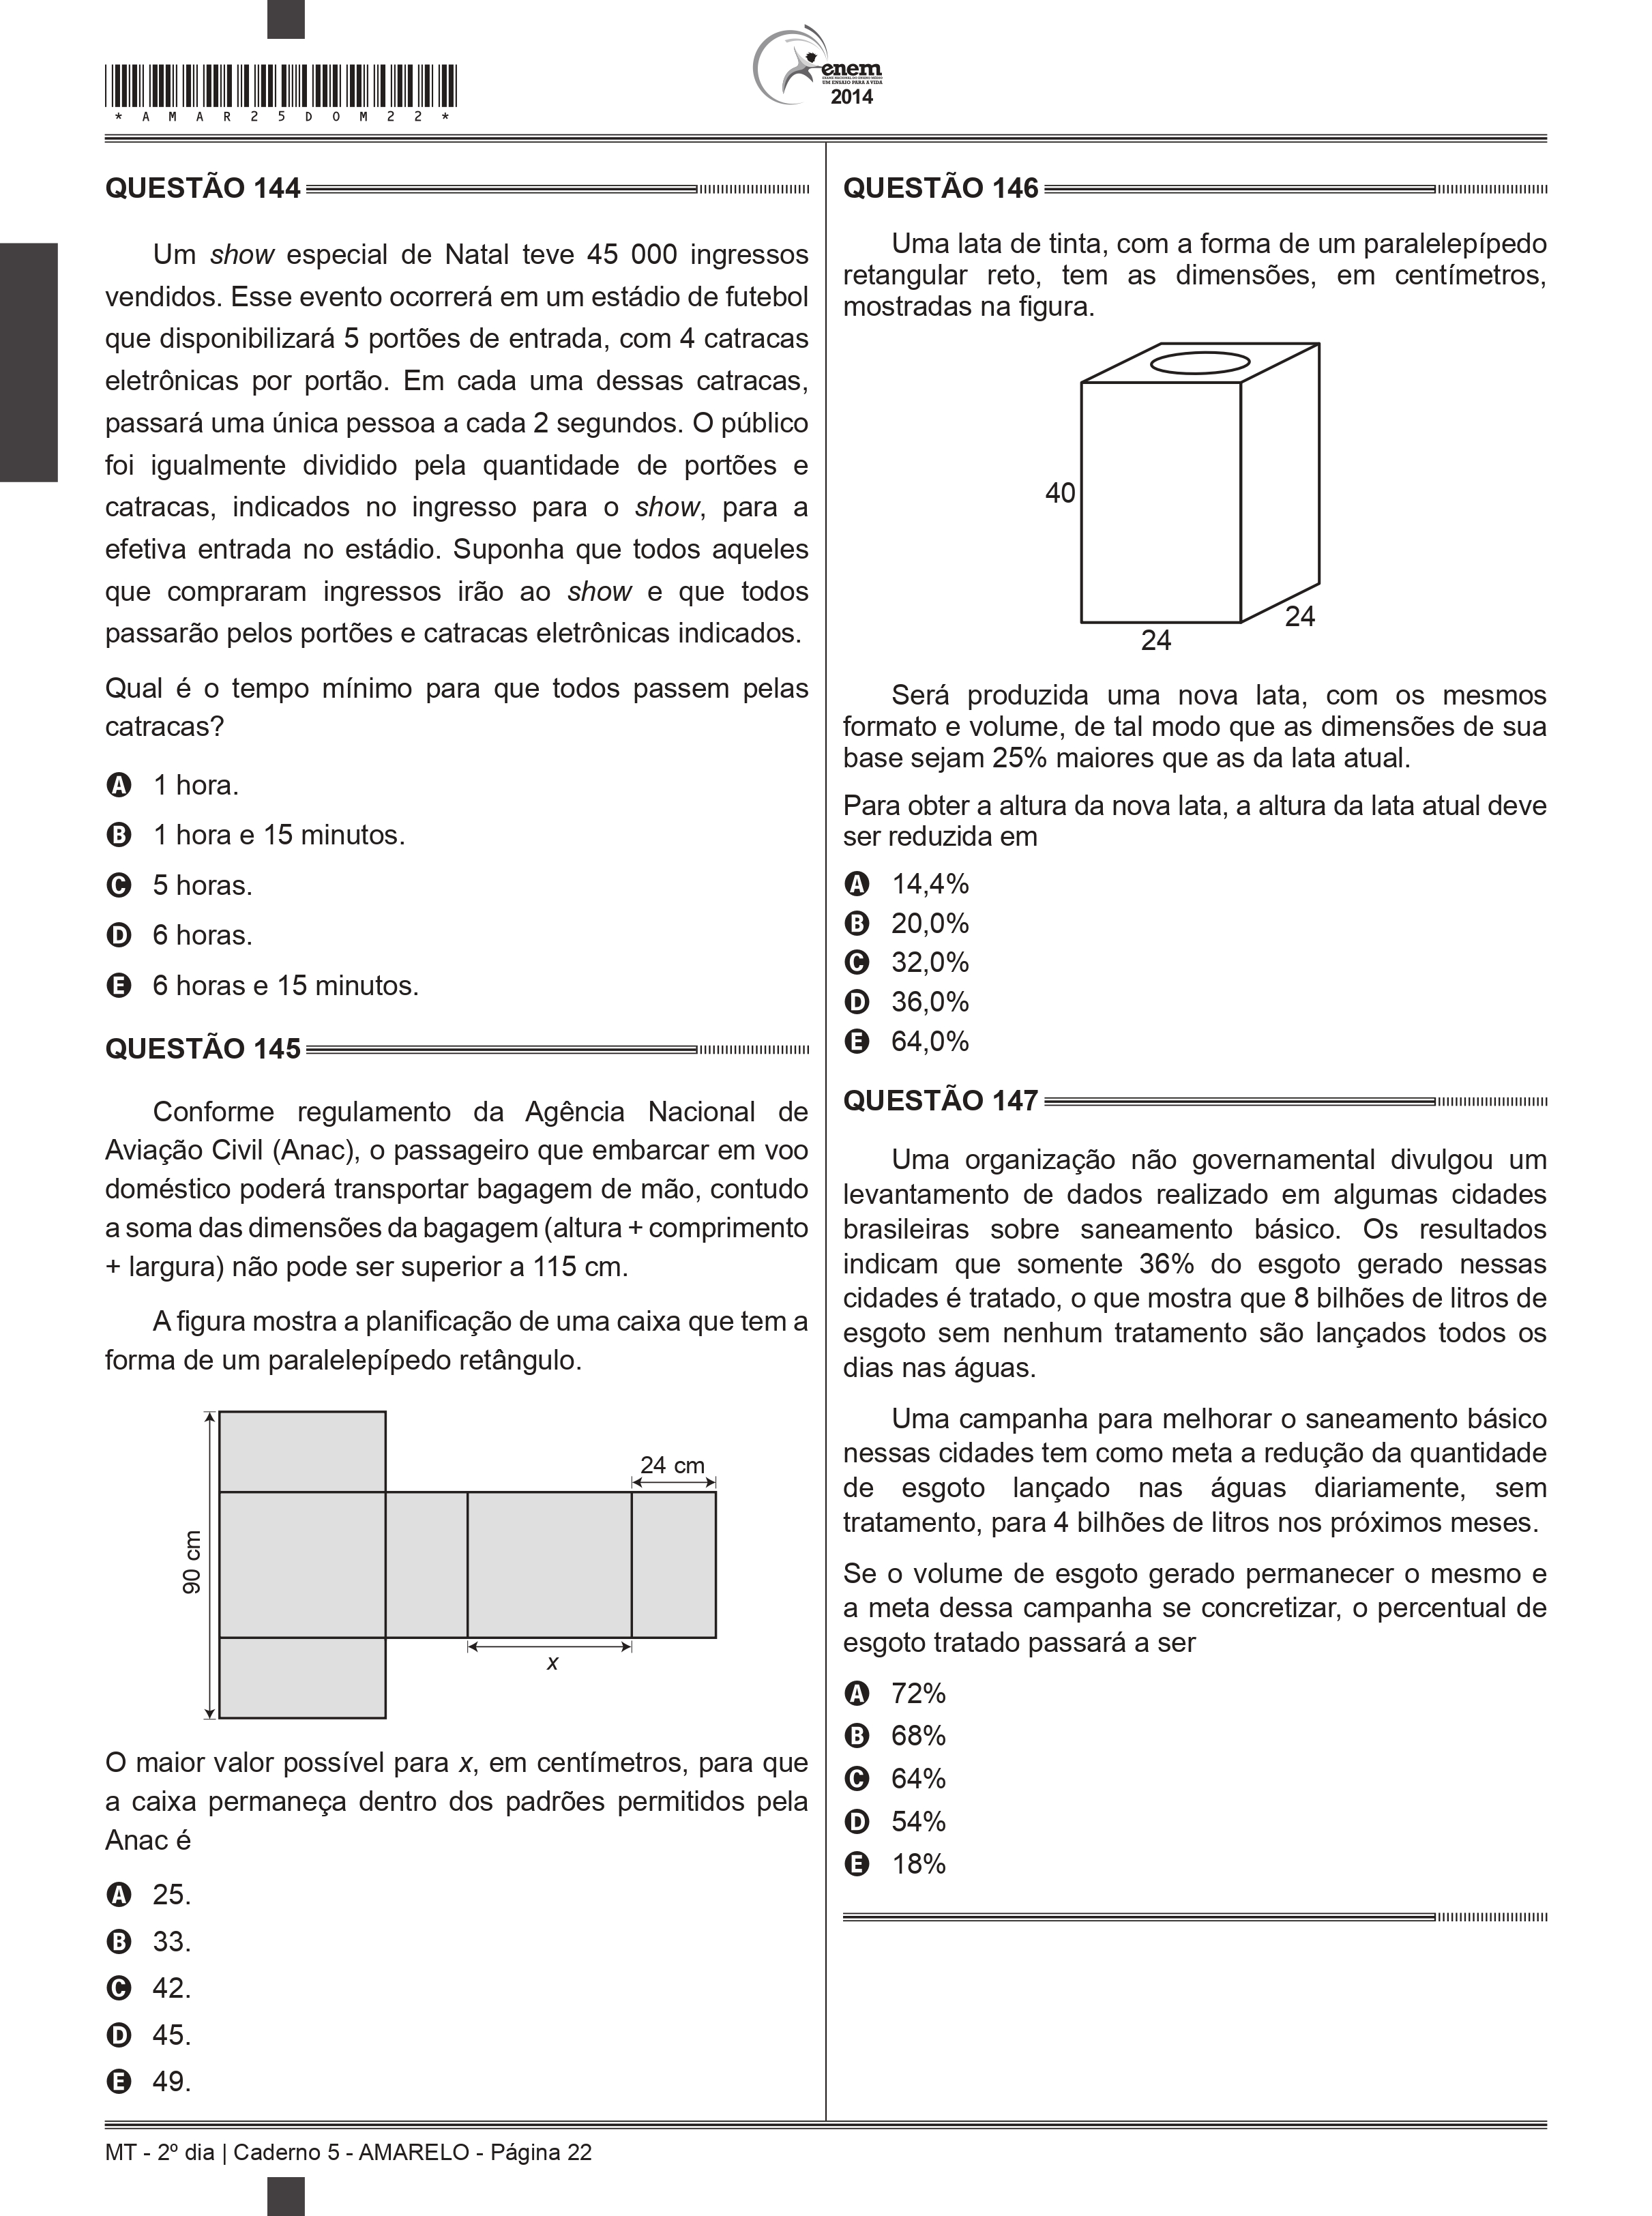 * A M A R 2 5 D O M 2 2 *
enem
EXAME NACIONAL DO ENSINO MÉDIO
UM ENSAIO PARA A VIDA
2014
QUESTÃO 144
Um show especial de Natal teve 45 000 ingressos
vendidos. Esse evento ocorrerá em um estádio de futebol
que disponibilizará 5 portões de entrada, com 4 catracas
eletrônicas por portão. Em cada uma dessas catracas,
passará uma única pessoa a cada 2 segundos. O público
foi igualmente dividido pela quantidade de portões e
catracas, indicados no ingresso para o show, para a
efetiva entrada no estádio. Suponha que todos aqueles
que compraram ingressos irão ao show e que todos
passarão pelos portões e catracas eletrônicas indicados.
Qual é o tempo mínimo para que todos passem pelas
catracas?
A 1 hora.
B 1 hora e 15 minutos.
C 5 horas.
D 6 horas.
E 6 horas e 15 minutos.
QUESTÃO 145
Conforme regulamento da Agência Nacional de
Aviação Civil (Anac), o passageiro que embarcar em voo
doméstico poderá transportar bagagem de mão, contudo
a soma das dimensões da bagagem (altura + comprimento
+ largura) não pode ser superior a 115 cm.
A figura mostra a planificação de uma caixa que tem a
forma de um paralelepípedo retângulo.
24 cm
90 cm
x
O maior valor possível para x, em centímetros, para que
a caixa permaneça dentro dos padrões permitidos pela
Anac é
A 25.
B 33.
C 42.
D 45.
E 49.
QUESTÃO 146
Uma lata de tinta, com a forma de um paralelepípedo
retangular reto, tem as dimensões, em centímetros,
mostradas na figura.
40
24
24
Será produzida uma nova lata, com os mesmos
formato e volume, de tal modo que as dimensões de sua
base sejam 25% maiores que as da lata atual.
Para obter a altura da nova lata, a altura da lata atual deve
ser reduzida em
A 14,4%
B 20,0%
C 32,0%
D 36,0%
E 64,0%
QUESTÃO 147
Uma organização não governamental divulgou um
levantamento de dados realizado em algumas cidades
brasileiras sobre saneamento básico. Os resultados
indicam que somente 36% do esgoto gerado nessas
cidades é tratado, o que mostra que 8 bilhões de litros de
esgoto sem nenhum tratamento são lançados todos os
dias nas águas.
Uma campanha para melhorar o saneamento básico
nessas cidades tem como meta a redução da quantidade
de esgoto lançado nas águas diariamente, sem
tratamento, para 4 bilhões de litros nos próximos meses.
Se o volume de esgoto gerado permanecer o mesmo e
a meta dessa campanha se concretizar, o percentual de
esgoto tratado passará a ser
A 72%
B 68%
C 64%
D 54%
E 18%
MT - 2º dia | Caderno 5 - AMARELO - Página 22